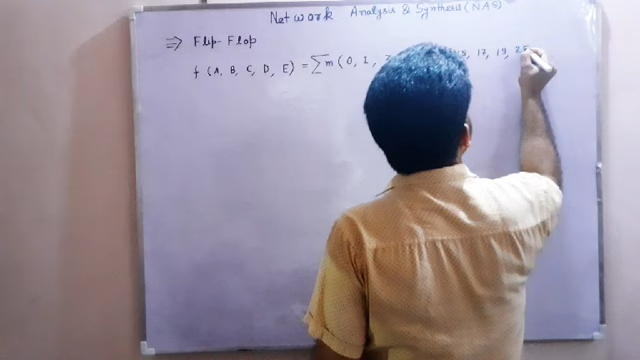 Network Analysis & Synthesis (NAS)
⇒ Flip-Flop
f (A, B, C, D, E) = ∑m (0, 1, 17, 19,